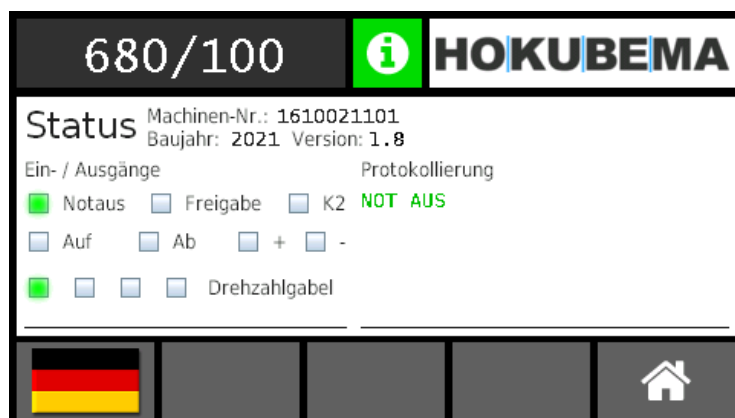 680/100
i HOKUBEMA
Status
Machinen-Nr.: 1610021101
Baujahr: 2021 Version: 1.8
Ein- / Ausgänge
Protokollierung
Notaus Freigabe K2
NOT AUS
Auf Ab + -
Drehzahlgabel